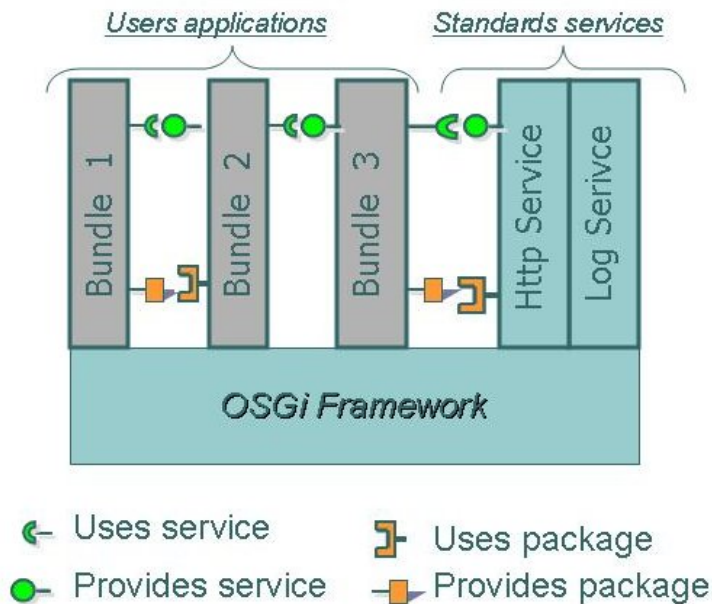 Users applications
Standards services
Bundle 1
Bundle 2
Bundle 3
Http Service
Log Serivce
OSGi Framework
Uses service
Uses package
Provides service
Provides package